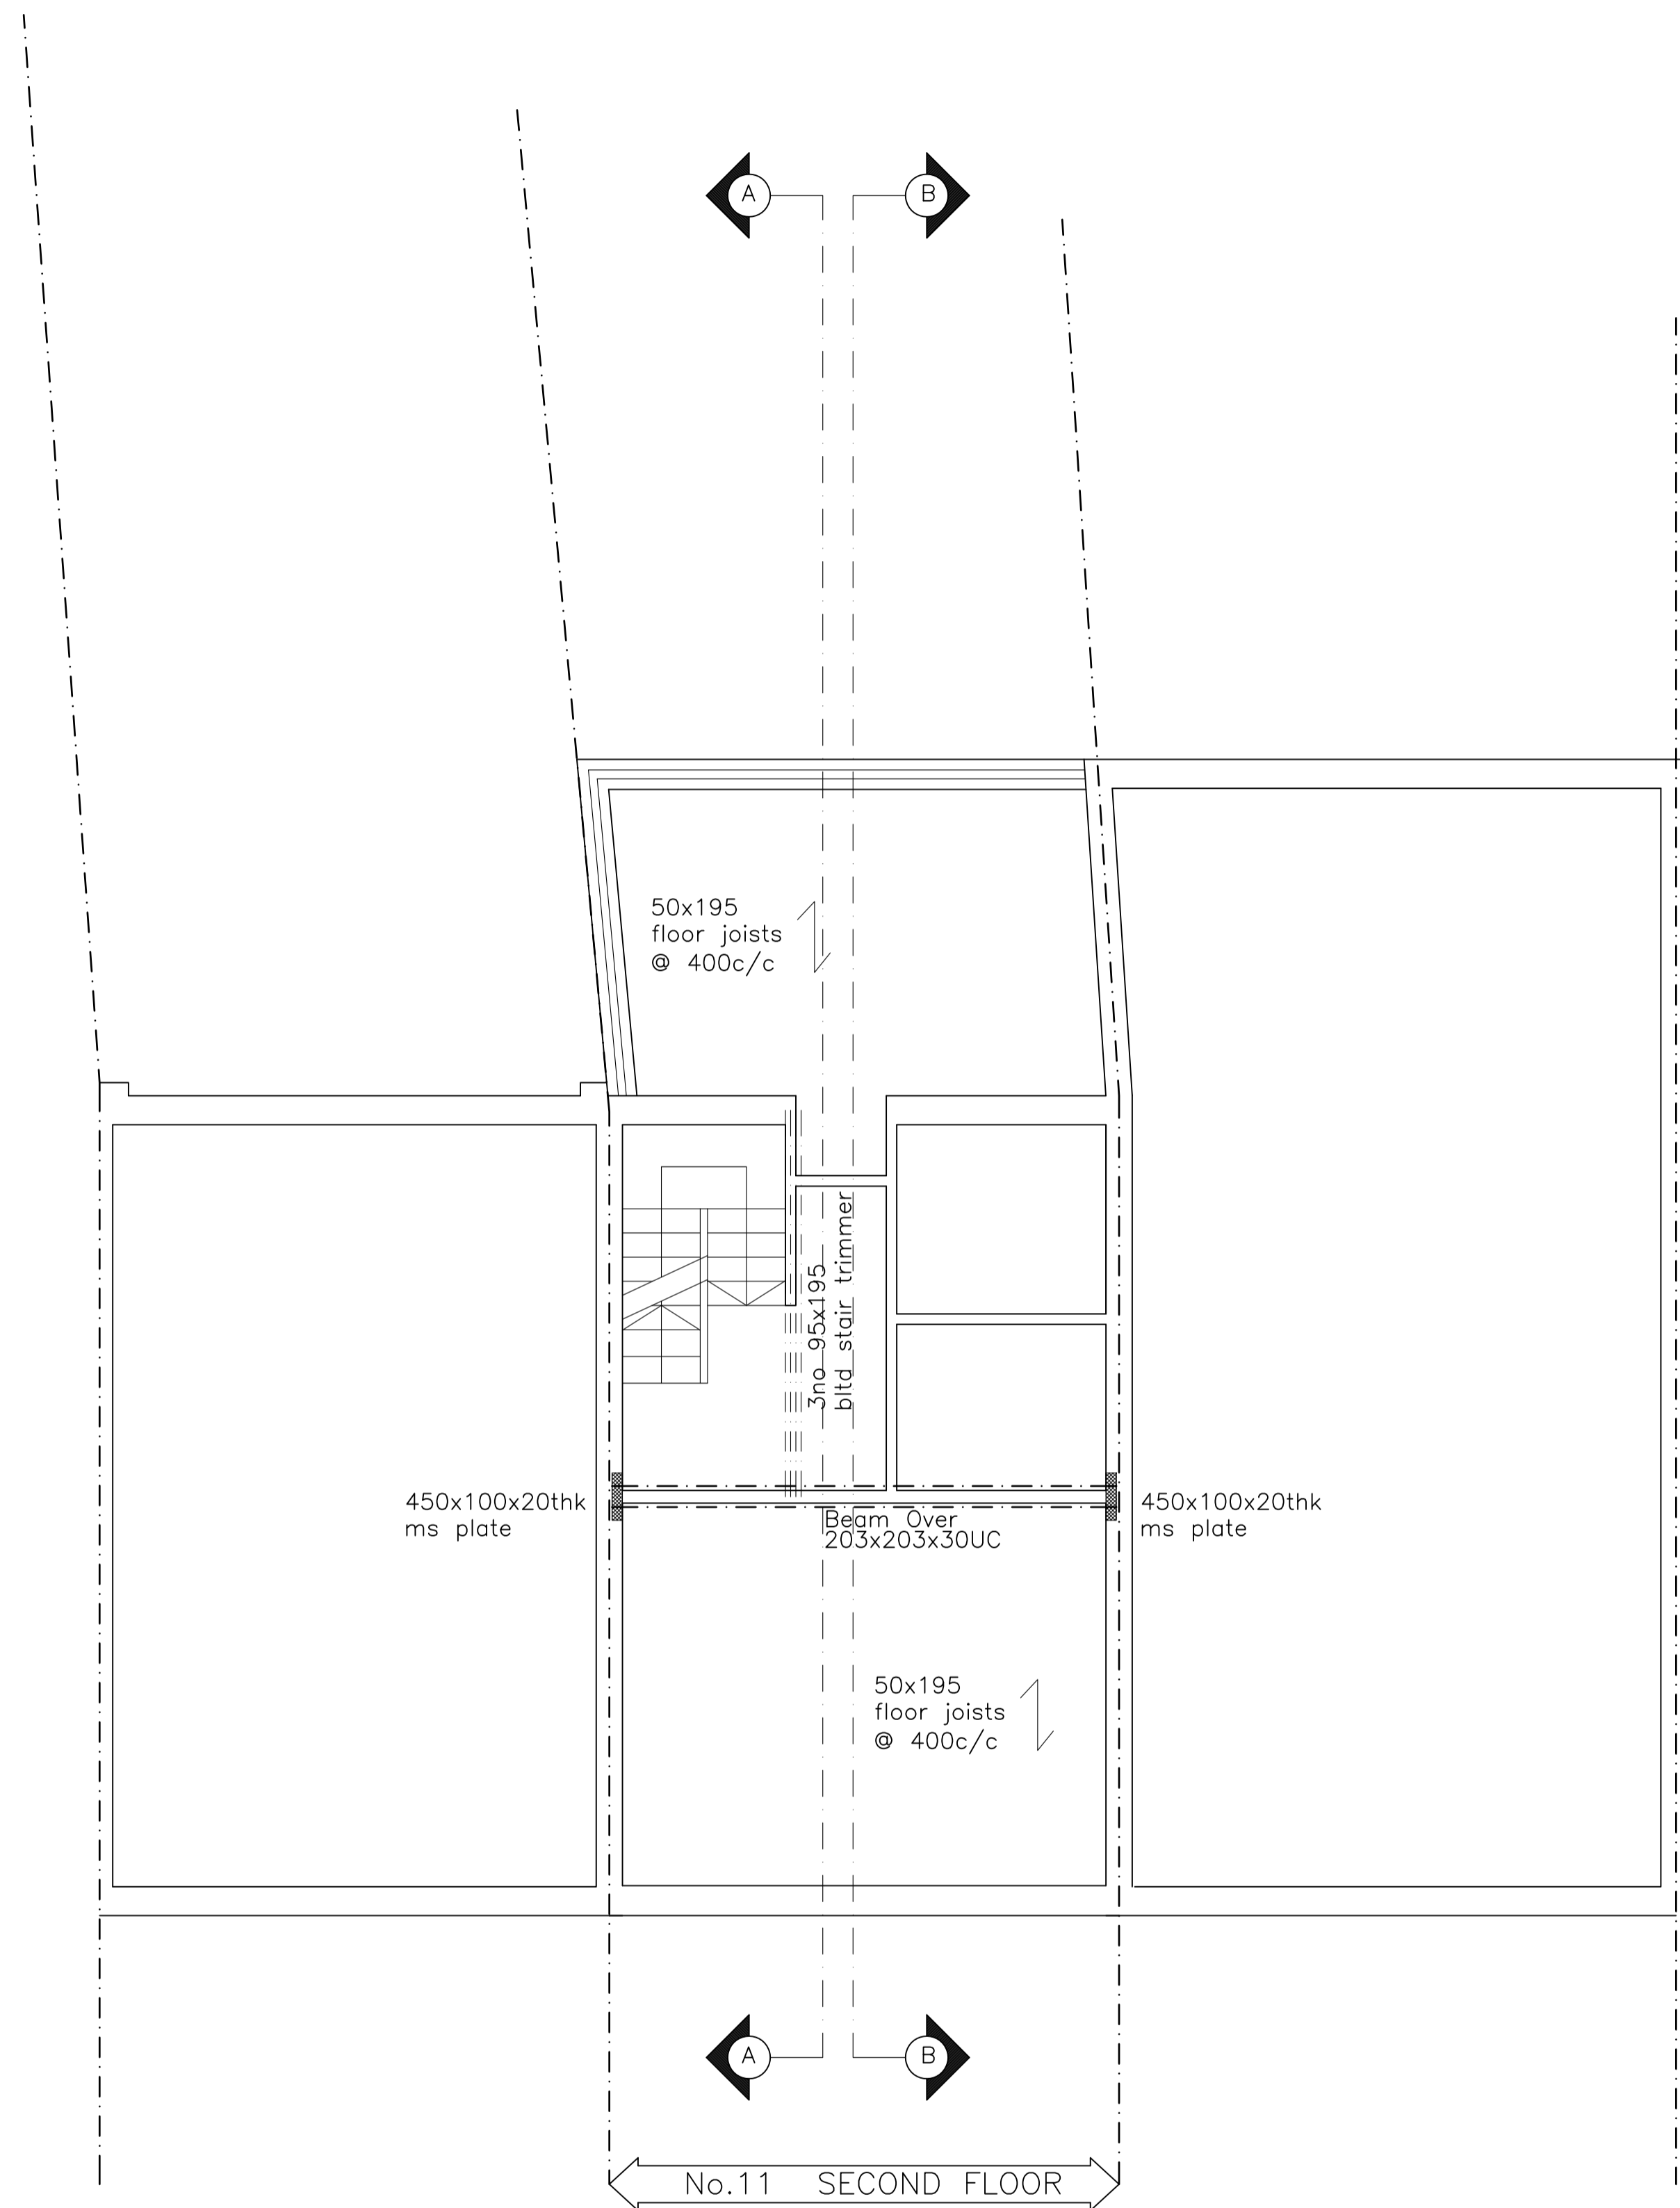 A
B
50x195
floor joists
@ 400c/c
3no 95x195
bltd stair trimmer
450x100x20thk
ms plate
450x100x20thk
ms plate
Beam Over
203x203x30UC
50x195
floor joists
@ 400c/c
A
B
No.11 SECOND FLOOR